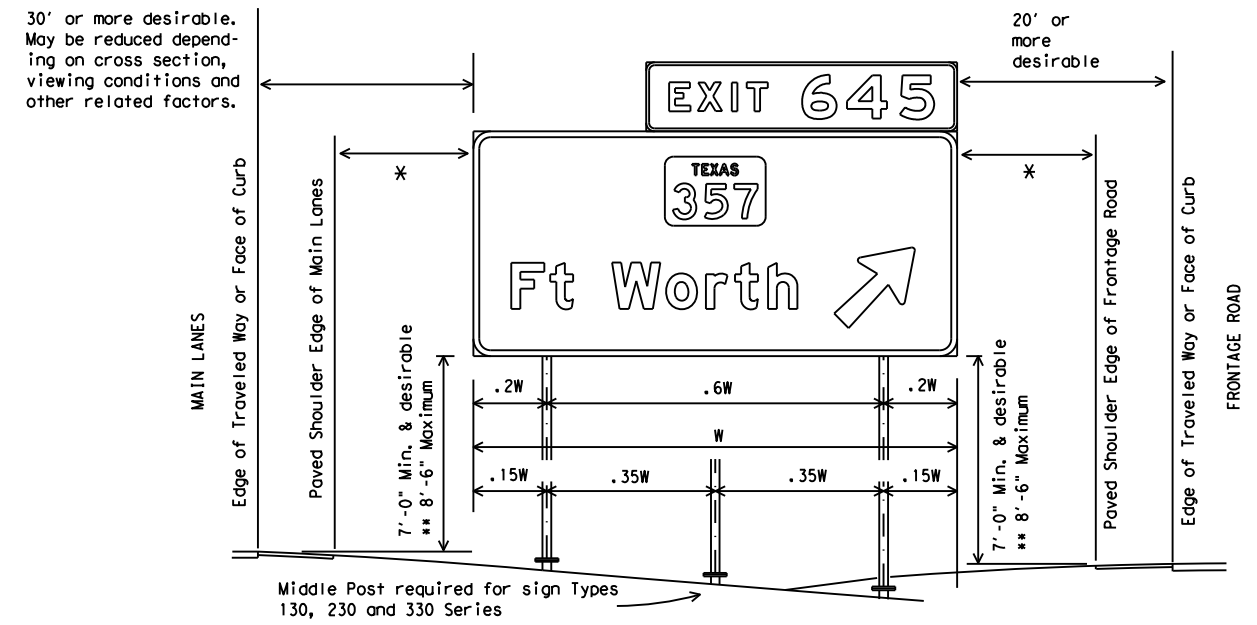 30' or more desirable.
May be reduced depend-
ing on cross section,
viewing conditions and
other related factors.
20' or
more
desirable
EXIT 645
TEXAS
357
Ft Worth
*
*
MAIN LANES
Edge of Traveled Way or Face of Curb
Paved Shoulder Edge of Main Lanes
7'-0" Min. & desirable
** 8'-6" Maximum
.2W
.6W
.2W
W
.15W
.35W
.35W
.15W
7'-0" Min. & desirable
** 8'-6" Maximum
Paved Shoulder Edge of Frontage Road
Edge of Traveled Way or Face of Curb
FRONTAGE ROAD
Middle Post required for sign Types
130, 230 and 330 Series